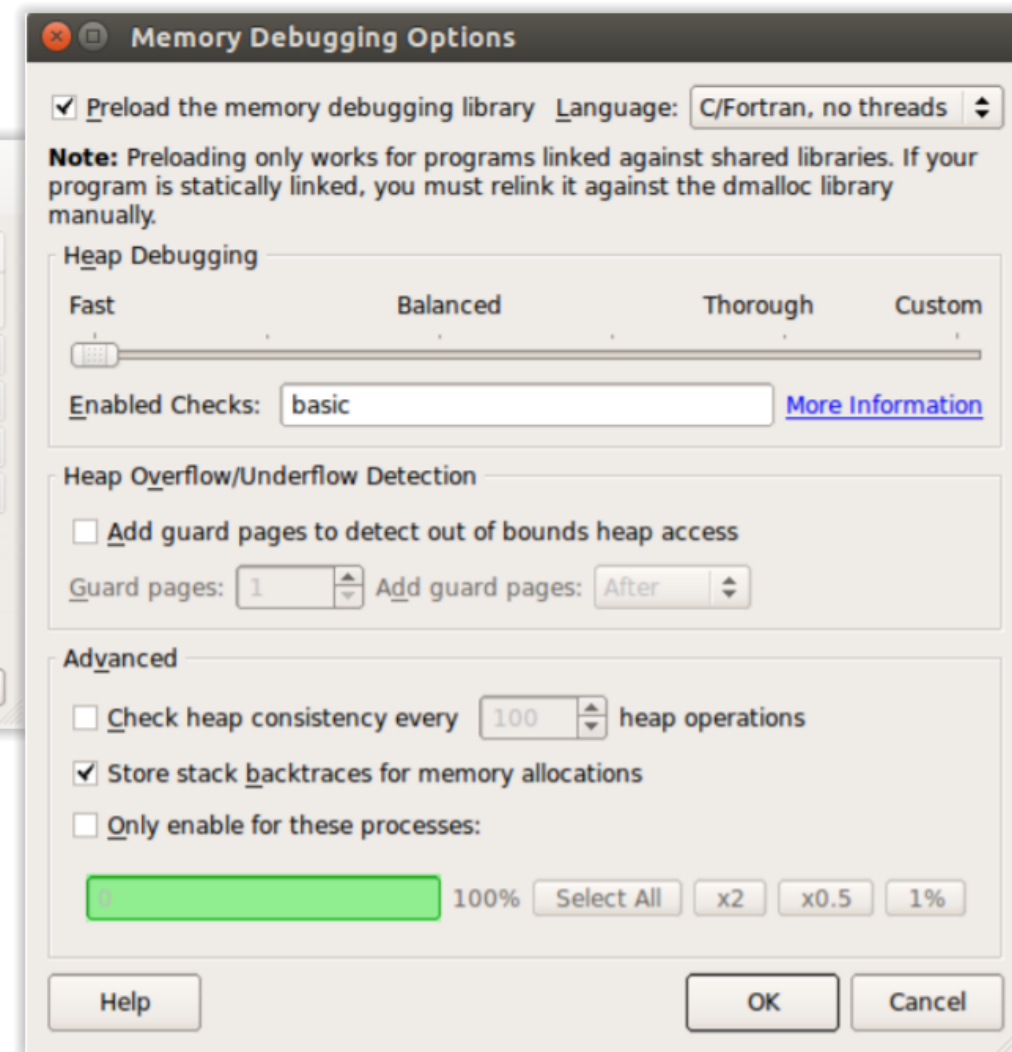 Memory Debugging Options
Preload the memory debugging library Language: C/Fortran, no threads
Note: Preloading only works for programs linked against shared libraries. If your
program is statically linked, you must relink it against the dmalloc library
manually.
Heap Debugging
Fast Balanced Thorough Custom
Enabled Checks: basic More Information
Heap Overflow/Underflow Detection
Add guard pages to detect out of bounds heap access
Guard pages: 1 Add guard pages: After
Advanced
Check heap consistency every 100 heap operations
Store stack backtraces for memory allocations
Only enable for these processes:
0 100% Select All x2 x0.5 1%
Help OK Cancel